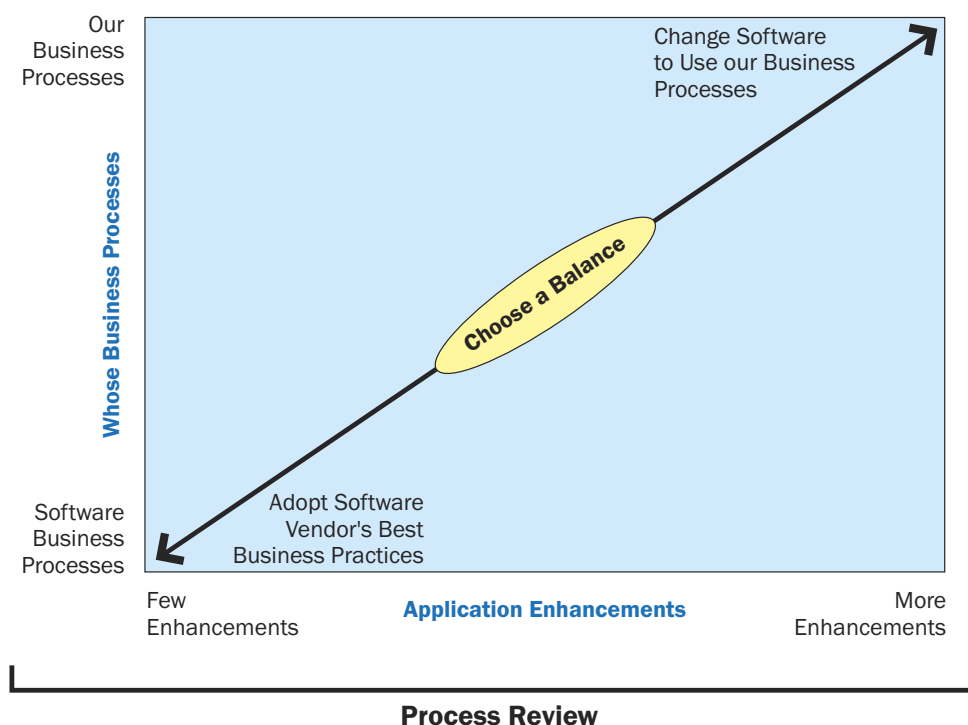 Our
Business
Processes
Change Software
to Use our Business
Processes
Whose Business Processes
Choose a Balance
Software
Business
Processes
Adopt Software
Vendor's Best
Business Practices
Few
Enhancements
Application Enhancements
More
Enhancements
Process Review